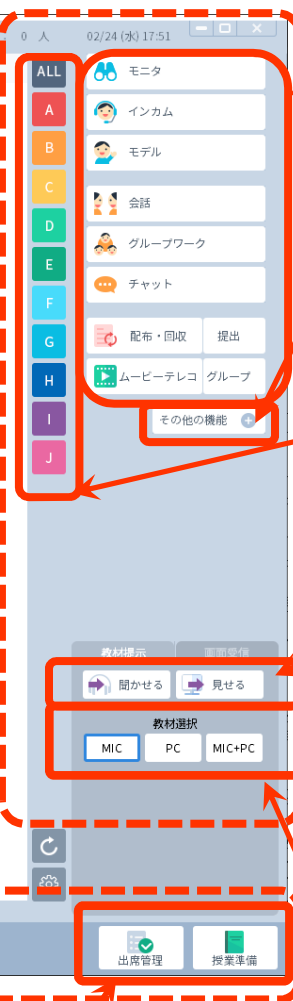 0 人 02/24 (水) 17:51
ALL
モニタ
A
インカム
B
モデル
C
会話
D
グループワーク
E
チャット
F
G
配布・回収 提出
H
ムービーテレコ グループ
I
その他の機能
J
教材提示 画面受信
聞かせる 見せる
教材選択
MIC PC MIC+PC
出席管理 授業準備